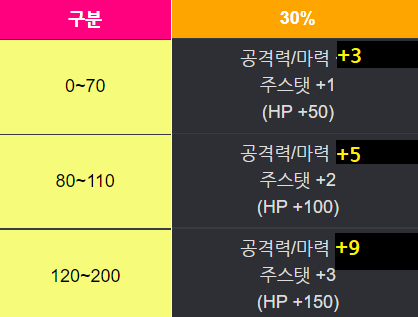 구분 30%
0~70
공격력/마력 +3
주스탯 +1
(HP +50)
80~110
공격력/마력 +5
주스탯 +2
(HP +100)
120~200
공격력/마력 +9
주스탯 +3
(HP +150)